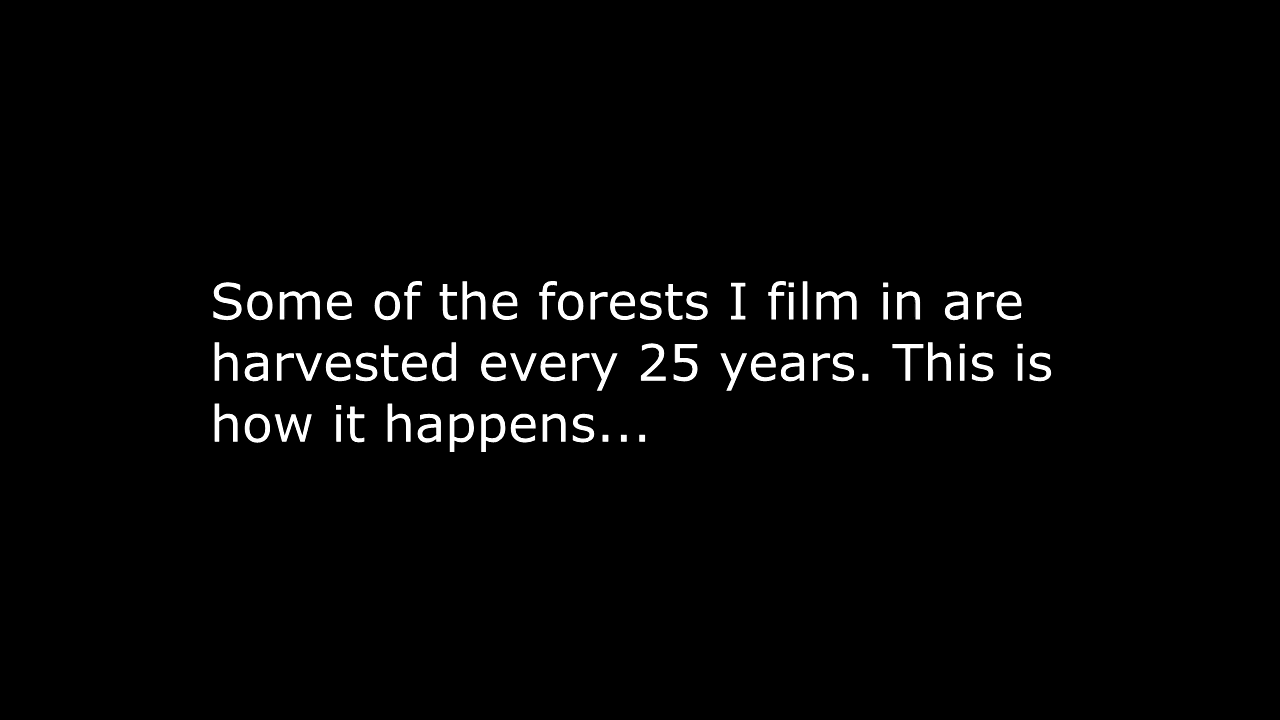 Some of the forests I film in are
harvested every 25 years. This is
how it happens...